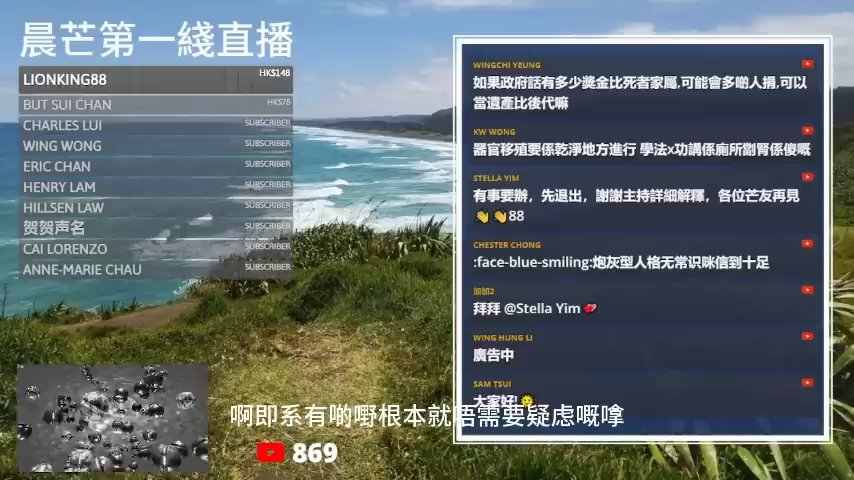 晨芒第一綫直播
LIONKING88 HK$148
BUT SUI CHAN HK$78
CHARLES LUI SUBSCRIBER
WING WONG SUBSCRIBER
ERIC CHAN SUBSCRIBER
HENRY LAM SUBSCRIBER
HILLSEN LAW SUBSCRIBER
贺贺声名 SUBSCRIBER
CAI LORENZO SUBSCRIBER
ANNE-MARIE CHAU SUBSCRIBER
WINGCHI YEUNG
如果政府話有多少獎金比死者家屬,可能會多啲人捐,可以
當遺產比後代嘛
KW WONG
器官移殖要係乾淨地方進行 學法x功講係廁所劏腎係傻嘅
STELLA YIM
有事要辦，先退出，謝謝主持詳細解釋，各位芒友再見
👏👏88
CHESTER CHONG
:face-blue-smiling:炮灰型人格无常识咪信到十足
加加2
拜拜 @Stella Yim 💋
WING HUNG LI
廣告中
SAM TSUI
大家好!🌞
啊即系有啲嘢根本就唔需要疑虑嘅嗱
869